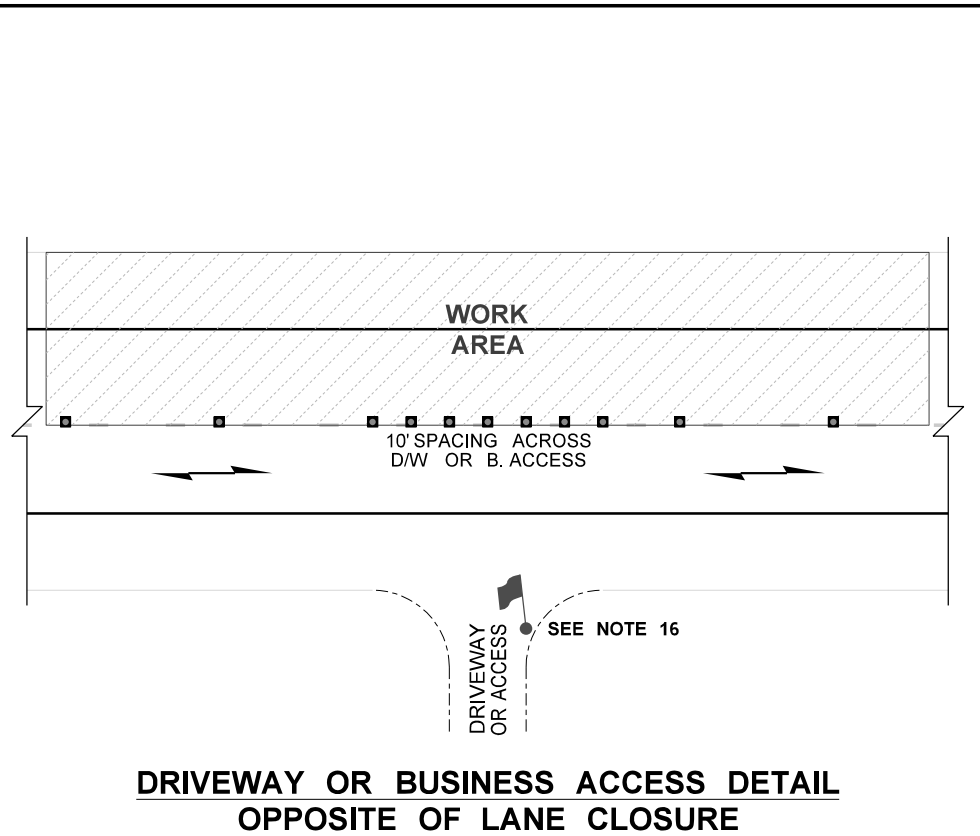 WORK
AREA
10' SPACING ACROSS
D/W OR B. ACCESS
SEE NOTE 16
DRIVEWAY
OR ACCESS
DRIVEWAY OR BUSINESS ACCESS DETAIL
OPPOSITE OF LANE CLOSURE